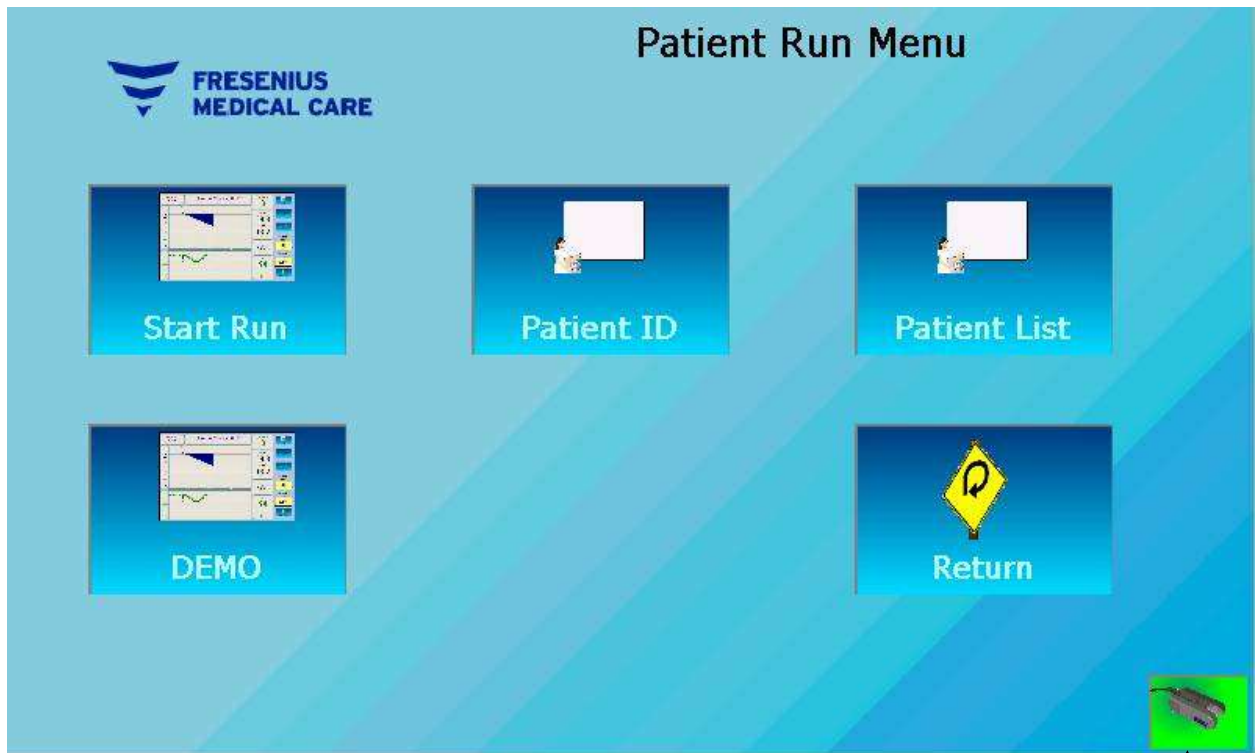 Patient Run Menu
FRESENIUS
MEDICAL CARE
Start Run
Patient ID
Patient List
DEMO
Return